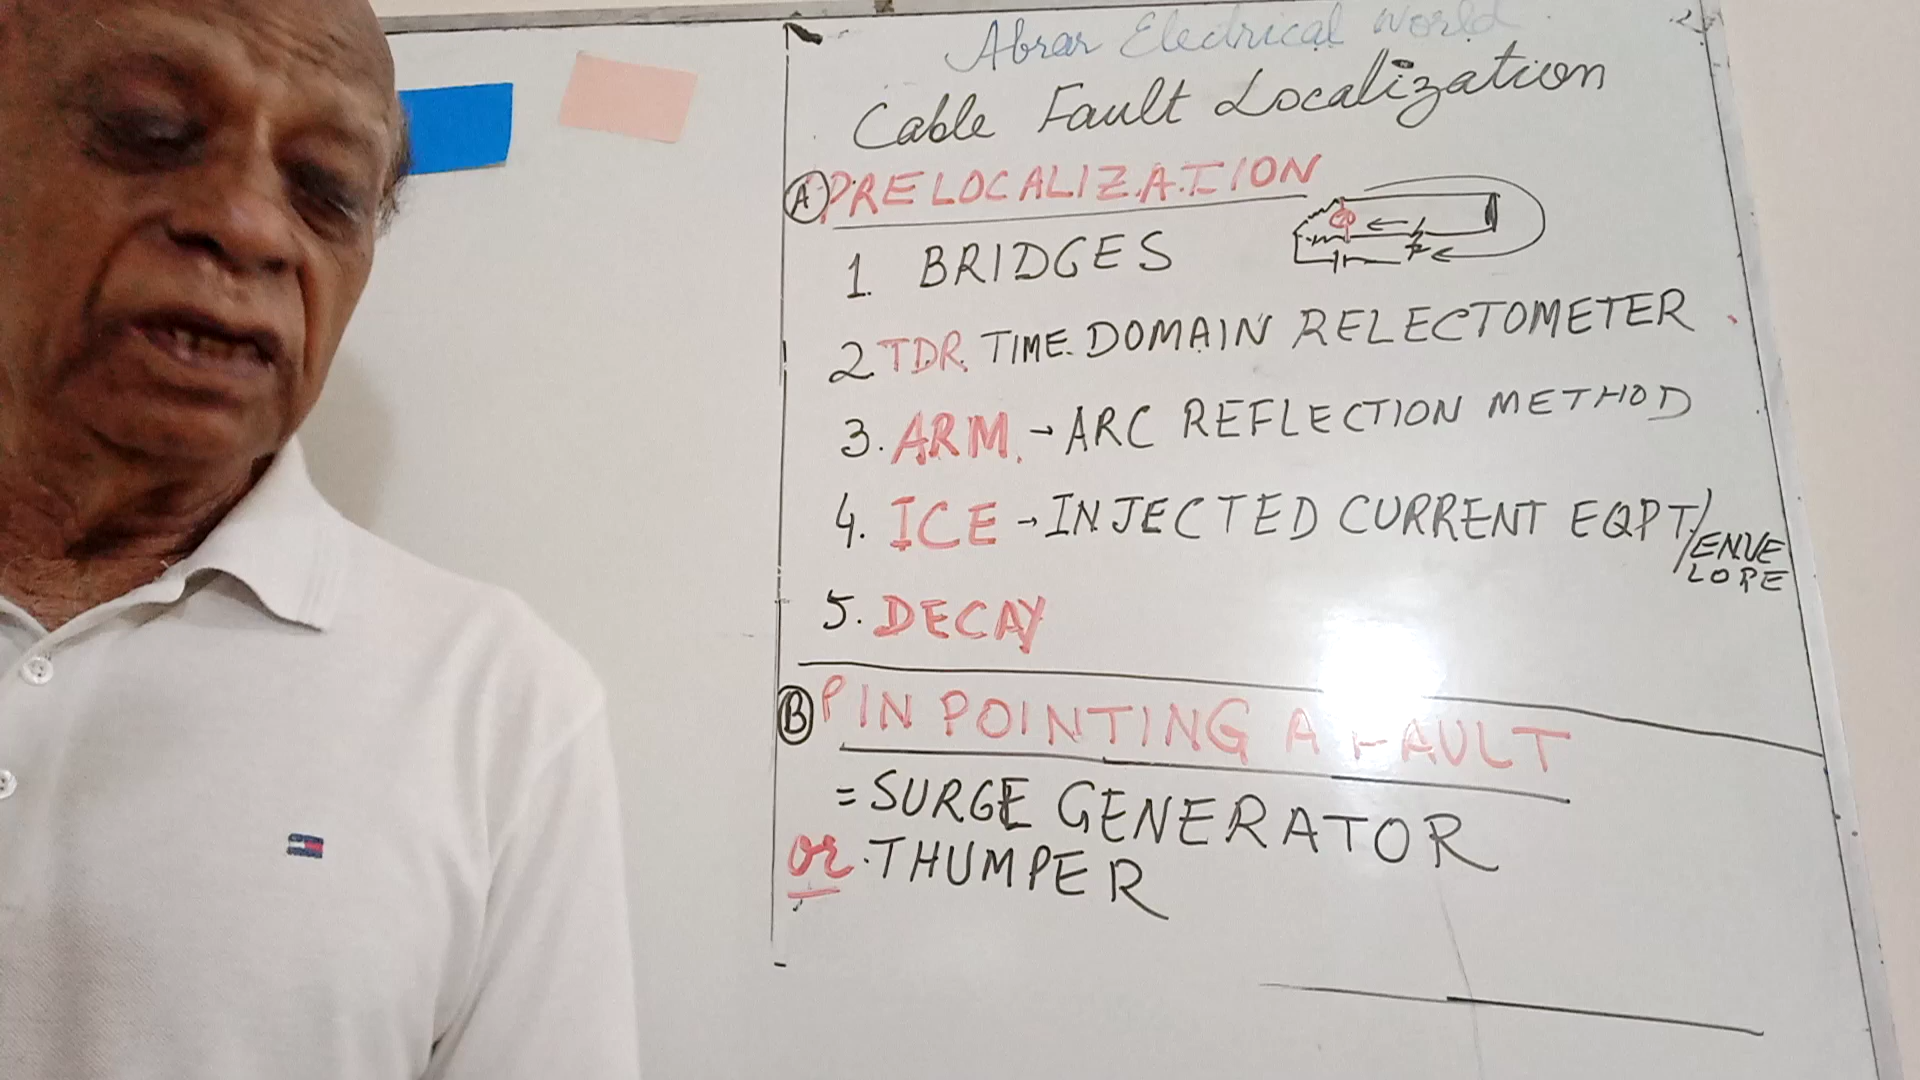 Abrar Electrical World
Cable Fault Localization
A PRELOCALIZATION
1. BRIDGES
2 TDR. TIME DOMAIN RELECTOMETER
3. ARM. → ARC REFLECTION METHOD
4. ICE → INJECTED CURRENT EQPT/ENVE
LOPE
5. DECAY
B PIN POINTING A FAULT
= SURGE GENERATOR
or THUMPER